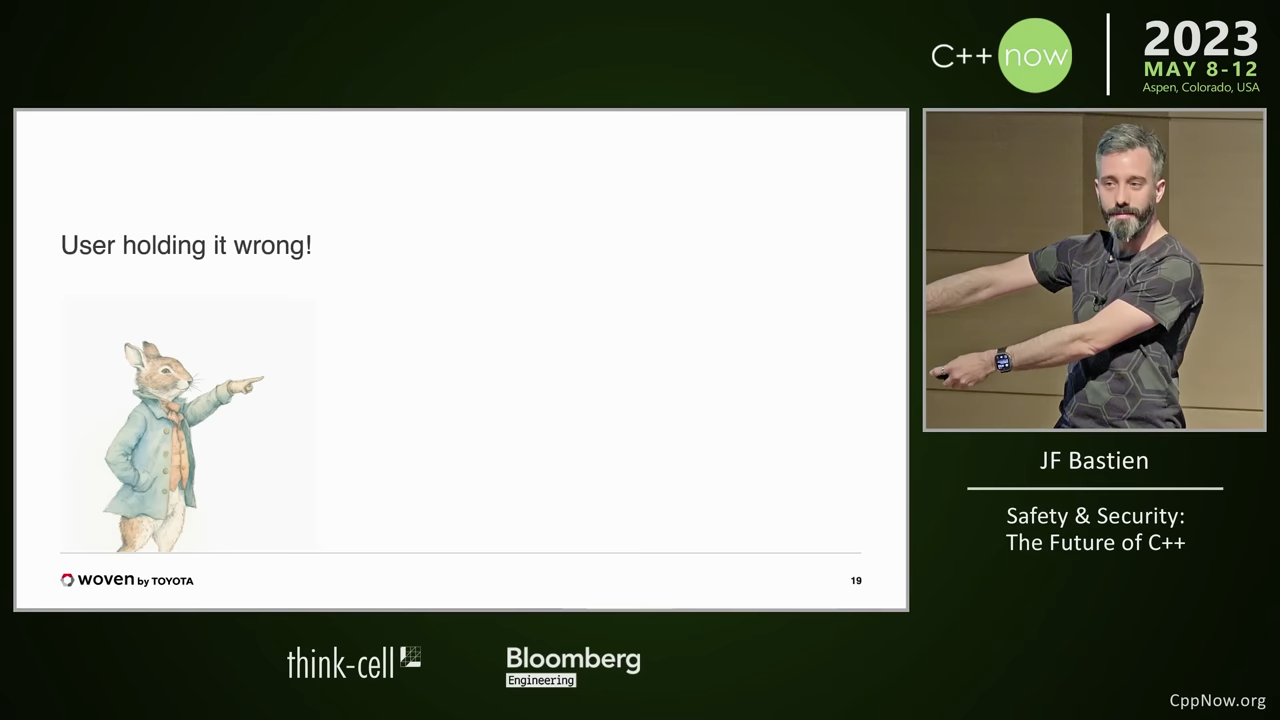 C++ now
2023
MAY 8-12
Aspen, Colorado, USA
User holding it wrong!
woven by TOYOTA
19
JF Bastien
Safety & Security:
The Future of C++
think-cell
Bloomberg
Engineering
CppNow.org